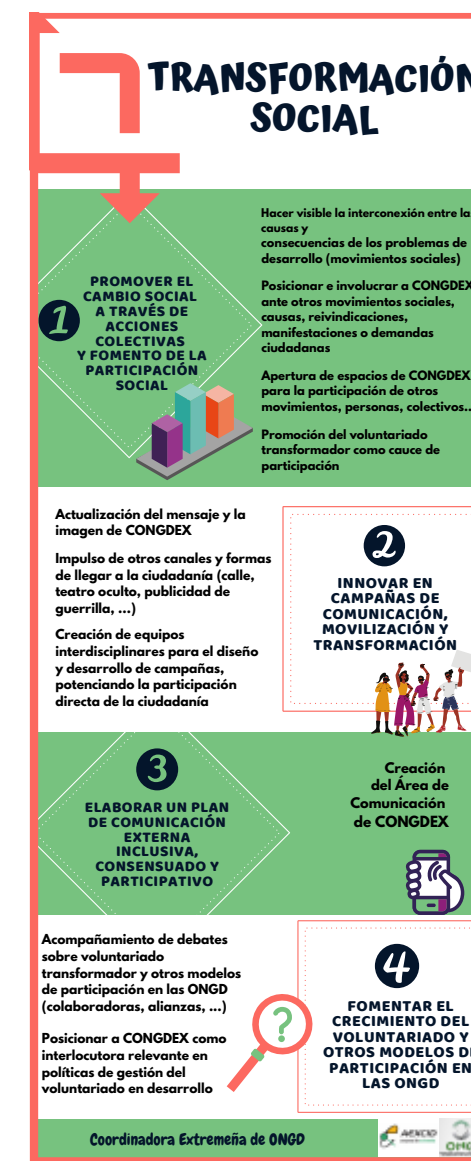 TRANSFORMACIÓN
SOCIAL
1
PROMOVER EL
CAMBIO SOCIAL
A TRAVÉS DE
ACCIONES
COLECTIVAS
Y FOMENTO DE LA
PARTICIPACIÓN
SOCIAL
Hacer visible la interconexión entre la
causas y
consecuencias de los problemas de
desarrollo (movimientos sociales)
Posicionar e involucrar a CONGDEX
ante otros movimientos sociales,
causas, reivindicaciones,
manifestaciones o demandas
ciudadanas
Apertura de espacios de CONGDEX
para la participación de otros
movimientos, personas, colectivos...
Promoción del voluntariado
transformador como cauce de
participación
Actualización del mensaje y la
imagen de CONGDEX
Impulso de otros canales y formas
de llegar a la ciudadanía (calle,
teatro oculto, publicidad de
guerrilla, ...)
Creación de equipos
interdisciplinares para el diseño
y desarrollo de campañas,
potenciando la participación
directa de la ciudadanía
2
INNOVAR EN
CAMPAÑAS DE
COMUNICACIÓN,
MOVILIZACIÓN Y
TRANSFORMACIÓN
3
ELABORAR UN PLAN
DE COMUNICACIÓN
EXTERNA
INCLUSIVA,
CONSENSUADO Y
PARTICIPATIVO
Creación
del Área de
Comunicación
de CONGDEX
Acompañamiento de debates
sobre voluntariado
transformador y otros modelos
de participación en las ONGD
(colaboradoras, alianzas, ...)
Posicionar a CONGDEX como
interlocutora relevante en
políticas de gestión del
voluntariado en desarrollo
?
4
FOMENTAR EL
CRECIMIENTO DEL
VOLUNTARIADO Y
OTROS MODELOS DE
PARTICIPACIÓN EN
LAS ONGD
Coordinadora Extremeña de ONGD
AEXCID